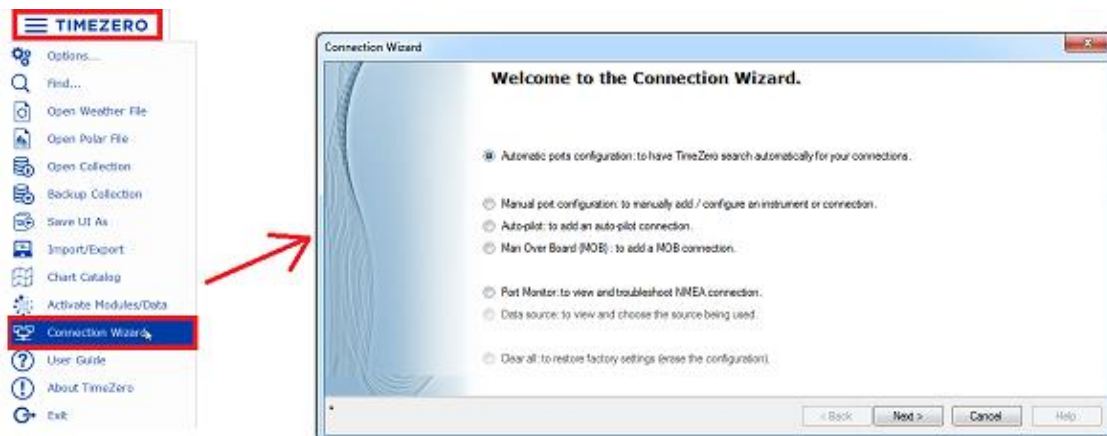 TIMEZERO
Options...
Find...
Open Weather File
Open Polar File
Open Collection
Backup Collection
Save UI As
Import/Export
Chart Catalog
Activate Modules/Data
Connection Wizard
User Guide
About TimeZero
Exit
Connection Wizard
Welcome to the Connection Wizard.
Automatic ports configuration: to have TimeZero search automatically for your connections.
Manual port configuration: to manually add / configure an instrument or connection.
Auto-pilot: to add an auto-pilot connection.
Man Over Board (MOB) : to add a MOB connection.
Port Monitor: to view and troubleshoot NMEA connection.
Data source: to view and choose the source being used.
Clear all: to restore factory settings (erase the configuration).
< Back
Next >
Cancel
Help